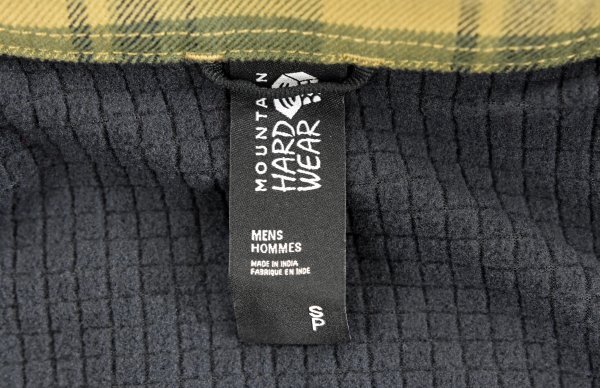 MOUNTAIN
HARD
WEAR
MENS
HOMMES
MADE IN INDIA
FABRIQUE EN INDE
SP